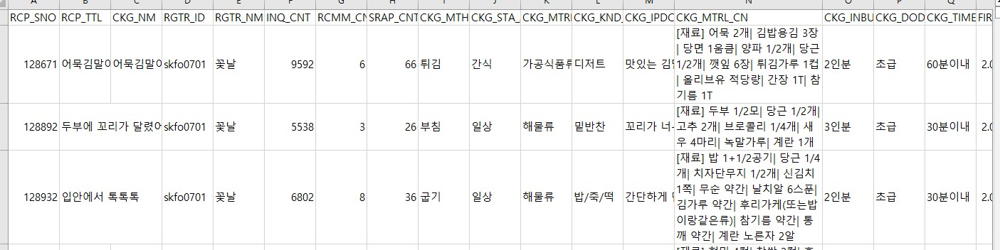 A B C D E F G H I J K L M N O P Q
RCP_SNO RCP_TTL CKG_NM RGTR_ID RGTR_NM INQ_CNT RCMM_CN SRAP_CNT CKG_MTH CKG_STA_ CKG_MTRI CKG_KND_ CKG_IPDC CKG_MTRL_CN CKG_INBU CKG_DOD CKG_TIME FIR
128671 어묵김말이 어묵김말이 skfo0701 꽃날 9592 6 66 튀김 간식 가공식품류 디저트 맛있는 김말 [재료] 어묵 2개| 김밥용김 3장
| 당면 1움큼| 양파 1/2개| 당근
1/2개| 깻잎 6장| 튀김가루 1컵
| 올리브유 적당량| 간장 1T| 참
기름 1T 2인분 초급 60분이내 2.0
128892 두부에 꼬리가 달렸어 skfo0701 꽃날 5538 3 26 부침 일상 해물류 밑반찬 꼬리가 너 [재료] 두부 1/2모| 당근 1/2개|
고추 2개| 브로콜리 1/4개| 새
우 4마리| 녹말가루| 계란 1개 3인분 초급 30분이내 2.0
128932 입안에서 톡톡톡 skfo0701 꽃날 6802 8 36 굽기 일상 해물류 밥/죽/떡 간단하게 [재료] 밥 1+1/2공기| 당근 1/4
개| 치자단무지 1/2개| 신김치
1쪽| 무순 약간| 날치알 6스푼|
김가루 약간| 후리가케(또는밥
이랑같은류)| 참기름 약간| 통
깨 약간| 계란 노른자 2알 2인분 초급 30분이내 2.0